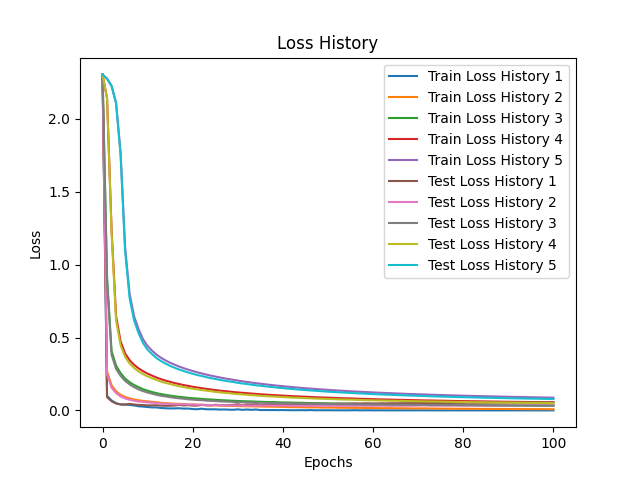 Loss History
Train Loss History 1
Train Loss History 2
Train Loss History 3
Train Loss History 4
Train Loss History 5
Test Loss History 1
Test Loss History 2
Test Loss History 3
Test Loss History 4
Test Loss History 5
Loss
2.0
1.5
1.0
0.5
0.0
0 20 40 60 80 100
Epochs